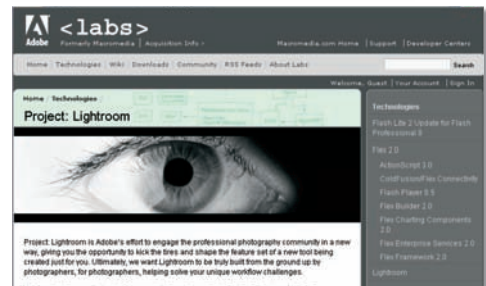 Adobe <labs>
Formerly Macromedia | Acquisition Info ›
Macromedia.com Home | Support | Developer Centers
Home | Technologies | Wiki | Downloads | Community | RSS Feeds | About Labs
Search
Welcome, Guest | Your Account | Sign In
Home / Technologies /
Project: Lightroom
Project: Lightroom is Adobe's effort to engage the professional photography community in a new
way, giving you the opportunity to kick the tires and shape the feature set of a new tool being
created just for you. Ultimately, we want Lightroom to be truly built from the ground up by
photographers, for photographers, helping solve your unique workflow challenges.
Technologies
Flash Lite 2 Update for Flash
Professional 8
Flex 2.0
ActionScript 3.0
ColdFusion/Flex Connectivity
Flash Player 8.5
Flex Builder 2.0
Flex Charting Components
2.0
Flex Enterprise Services 2.0
Flex Framework 2.0
Lightroom